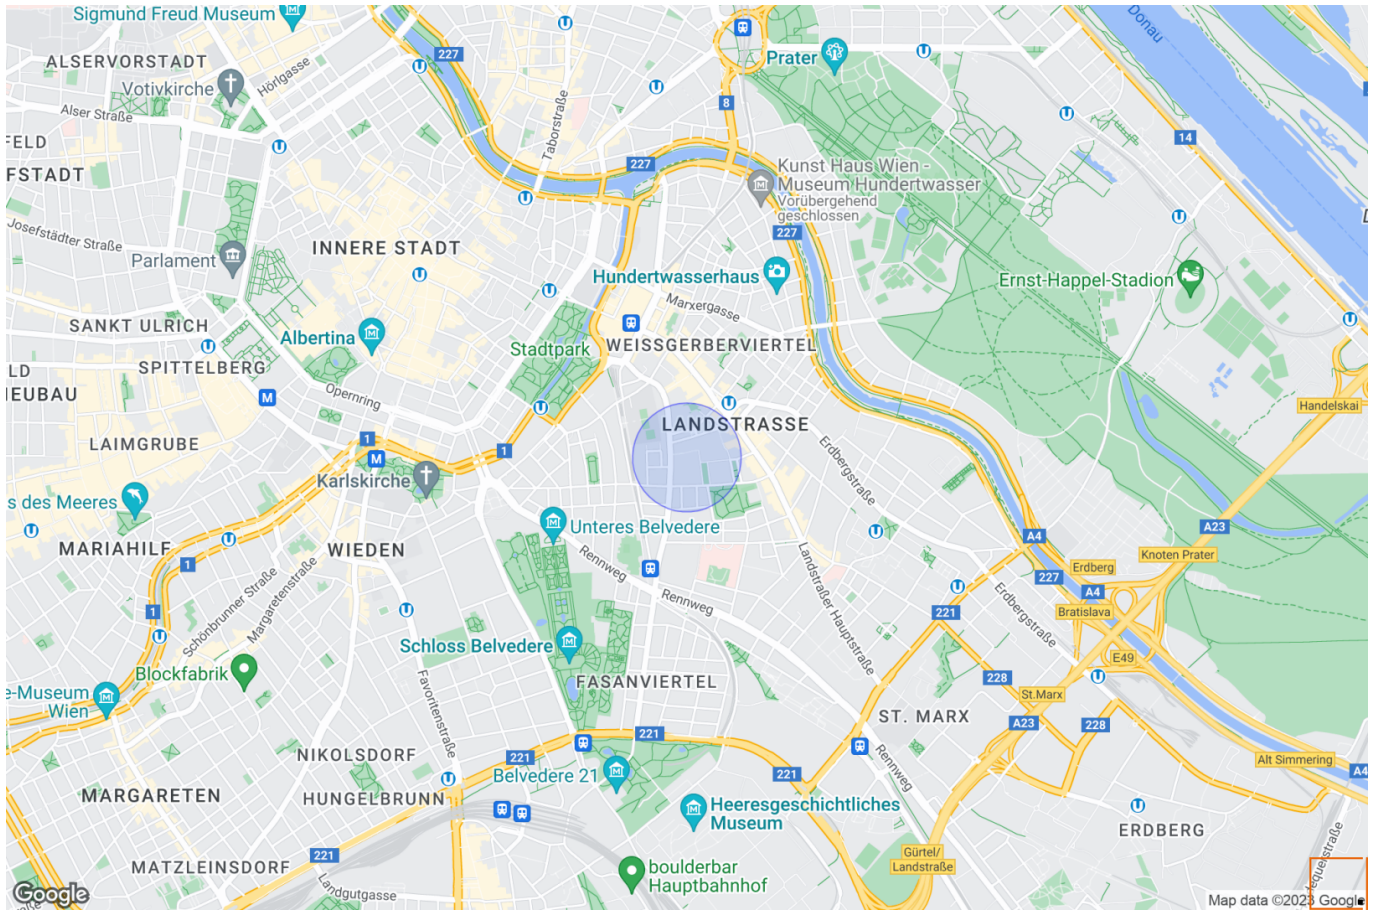 Sigmund Freud Museum
ALSERVORSTADT
Votivkirche
Hörlgasse
Alser Straße
FELD
FSTADT
Josefstädter Straße
Parlament
INNERE STADT
Taborstraße
227
8
Prater
Donau
14
227
Kunst Haus Wien -
Museum Hundertwasser
Vorübergehend
geschlossen
227
Hundertwasserhaus
Ernst-Happel-Stadion
Marxergasse
SANKT ULRICH
Albertina
Stadtpark
WEISSGERBERVIERTEL
SPITTELBERG
LD
IEUBAU
Opernring
M
Handelskai
LAIMGRUBE
1
LANDSTRASSE
1
M
Karlskirche
Erdbergstraße
s des Meeres
Unteres Belvedere
A23
A4
Knoten Prater
MARIAHILF
WIEDEN
Rennweg
Landstraßer Hauptstraße
Erdberg
227
A4
1
Schönbrunner Straße
Margaretenstraße
Rennweg
Erdbergstraße
Bratislava
1
221
Schloss Belvedere
E49
Blockfabrik
Favoritenstraße
FASANVIERTEL
228
St.Marx
e-Museum
Wien
ST. MARX
A23
228
221
NIKOLSDORF
221
Rennweg
Alt Simmering
A4
Belvedere 21
221
MARGARETEN
HUNGELBRUNN
Heeresgeschichtliches
Museum
ERDBERG
221
MATZLEINSDORF
Gürtel/
Landstraße
boulderbar
Hauptbahnhof
Landgutgasse
Google
Map data ©2023 Google